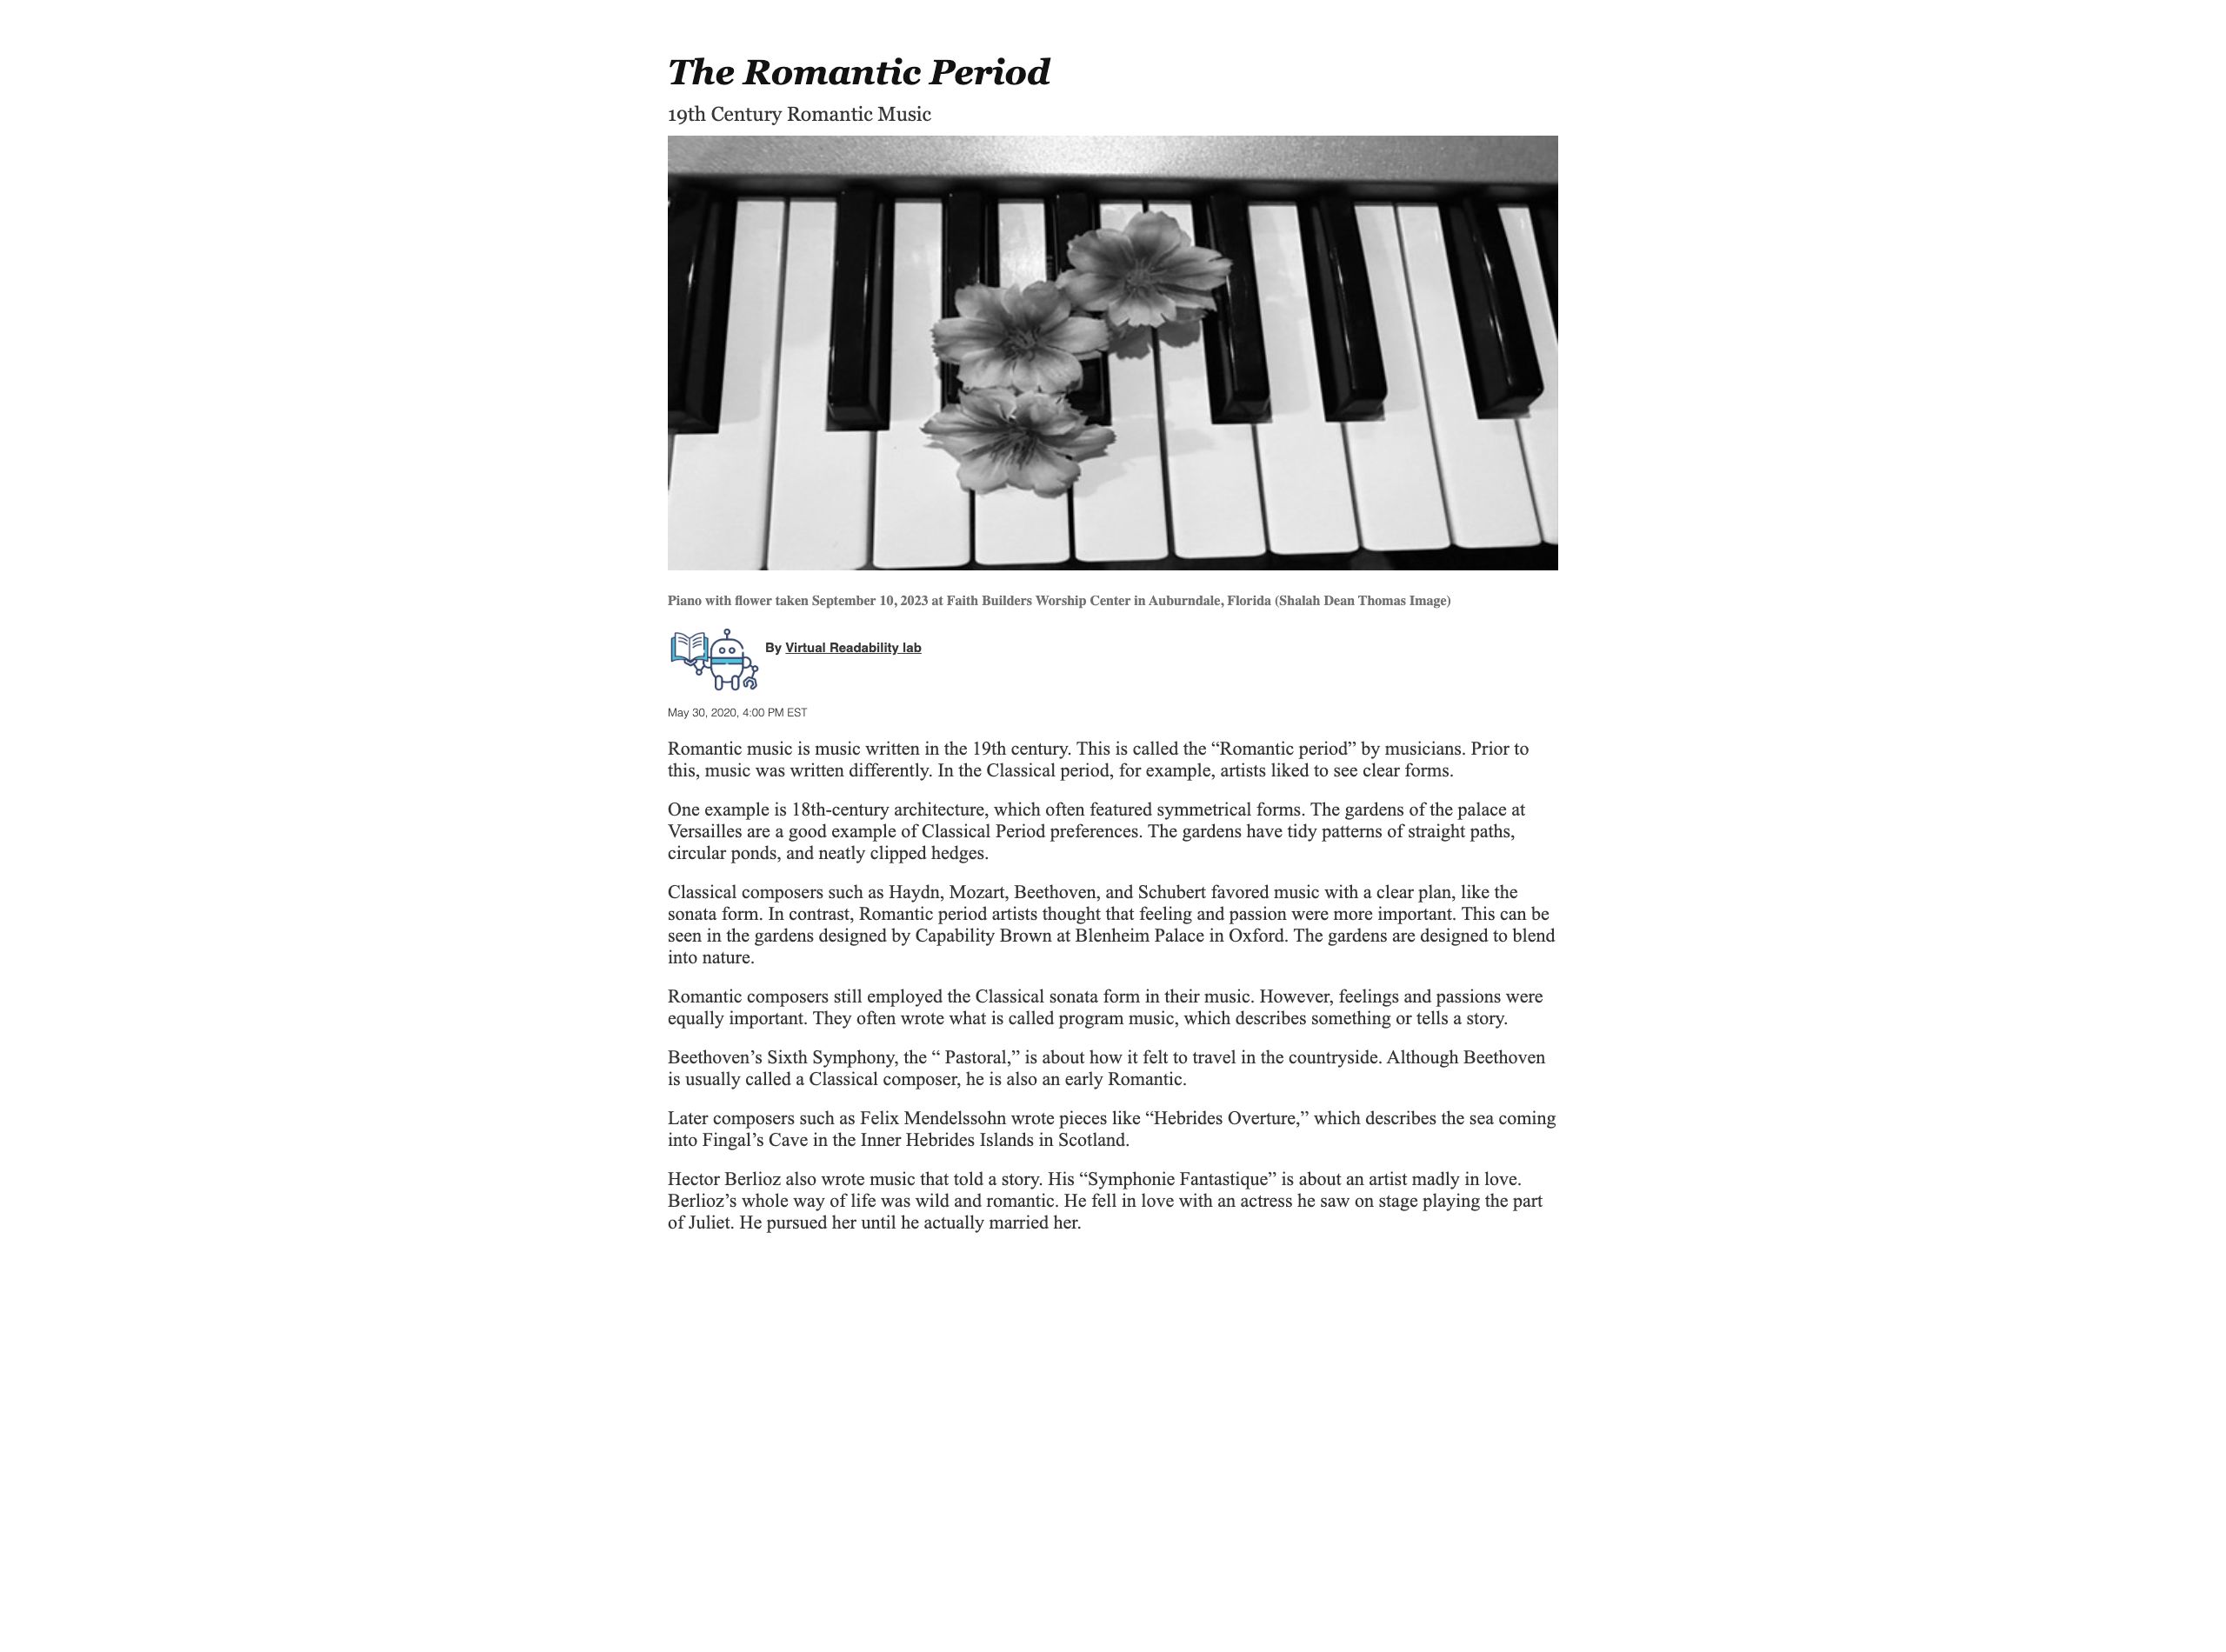 The Romantic Period
19th Century Romantic Music
Piano with flower taken September 10, 2023 at Faith Builders Worship Center in Auburndale, Florida (Shalah Dean Thomas Image)
By Virtual Readability lab
May 30, 2020, 4:00 PM EST
Romantic music is music written in the 19th century. This is called the “Romantic period” by musicians. Prior to
this, music was written differently. In the Classical period, for example, artists liked to see clear forms.
One example is 18th-century architecture, which often featured symmetrical forms. The gardens of the palace at
Versailles are a good example of Classical Period preferences. The gardens have tidy patterns of straight paths,
circular ponds, and neatly clipped hedges.
Classical composers such as Haydn, Mozart, Beethoven, and Schubert favored music with a clear plan, like the
sonata form. In contrast, Romantic period artists thought that feeling and passion were more important. This can be
seen in the gardens designed by Capability Brown at Blenheim Palace in Oxford. The gardens are designed to blend
into nature.
Romantic composers still employed the Classical sonata form in their music. However, feelings and passions were
equally important. They often wrote what is called program music, which describes something or tells a story.
Beethoven’s Sixth Symphony, the “ Pastoral,” is about how it felt to travel in the countryside. Although Beethoven
is usually called a Classical composer, he is also an early Romantic.
Later composers such as Felix Mendelssohn wrote pieces like “Hebrides Overture,” which describes the sea coming
into Fingal’s Cave in the Inner Hebrides Islands in Scotland.
Hector Berlioz also wrote music that told a story. His “Symphonie Fantastique” is about an artist madly in love.
Berlioz’s whole way of life was wild and romantic. He fell in love with an actress he saw on stage playing the part
of Juliet. He pursued her until he actually married her.